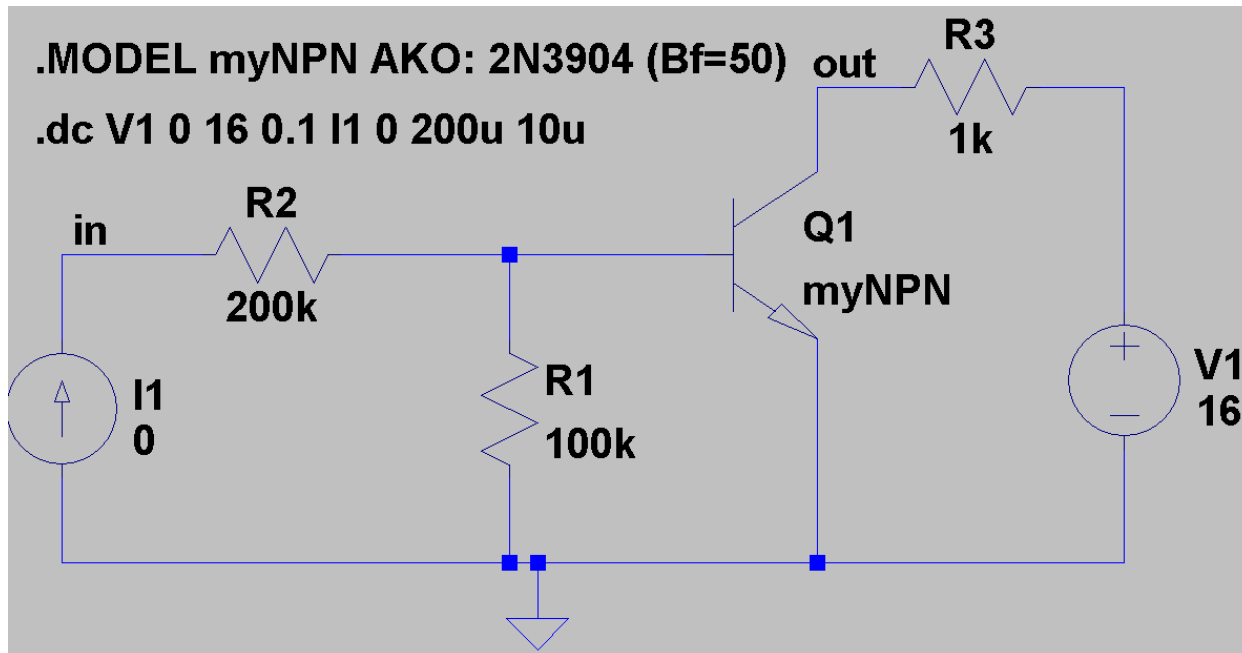 .MODEL myNPN AKO: 2N3904 (Bf=50)
.dc V1 0 16 0.1 I1 0 200u 10u
out
R3
1k
in
R2
200k
Q1
myNPN
I1
0
R1
100k
V1
16